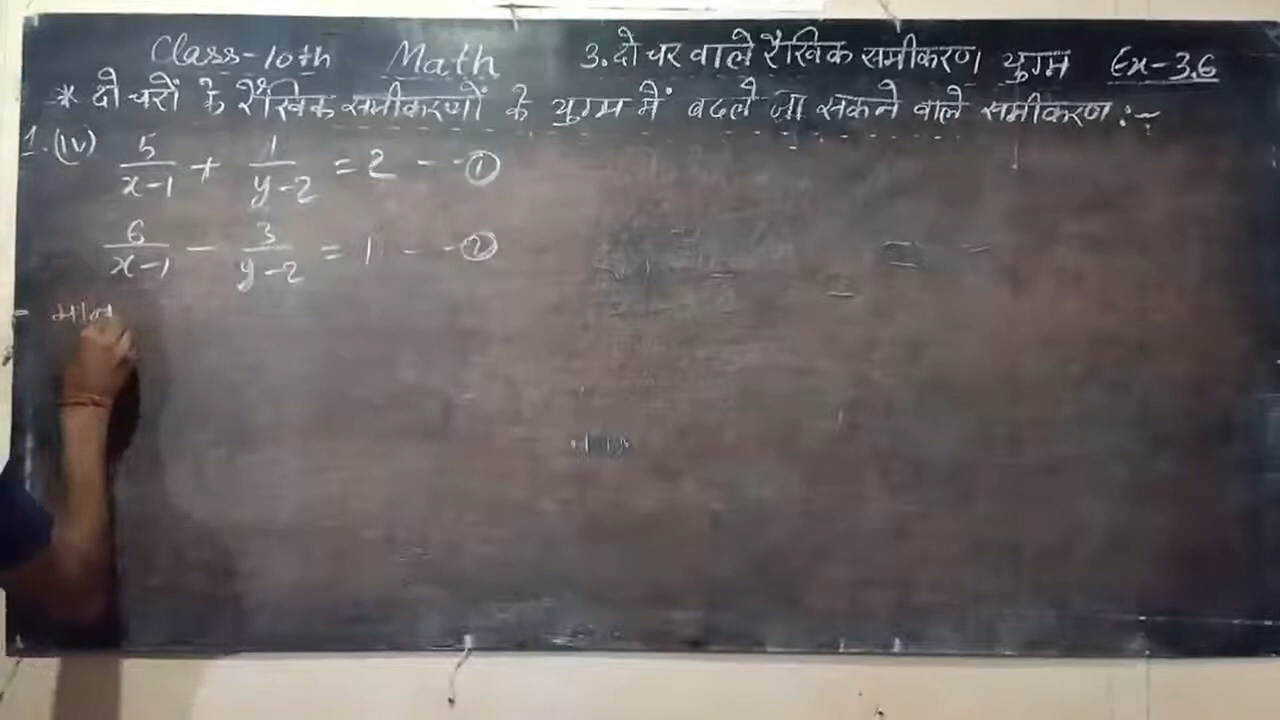 Class-10th Math 3. दो चर वाले रैखिक समीकरण युग्म Ex-3.6
* दो चरों के रैखिक समीकरणों के युग्म में बदले जा सकने वाले समीकरण:-
1.(iv) 5/(x-1) + 1/(y-2) = 2 --- ①
6/(x-1) - 3/(y-2) = 1 --- ②
= मान